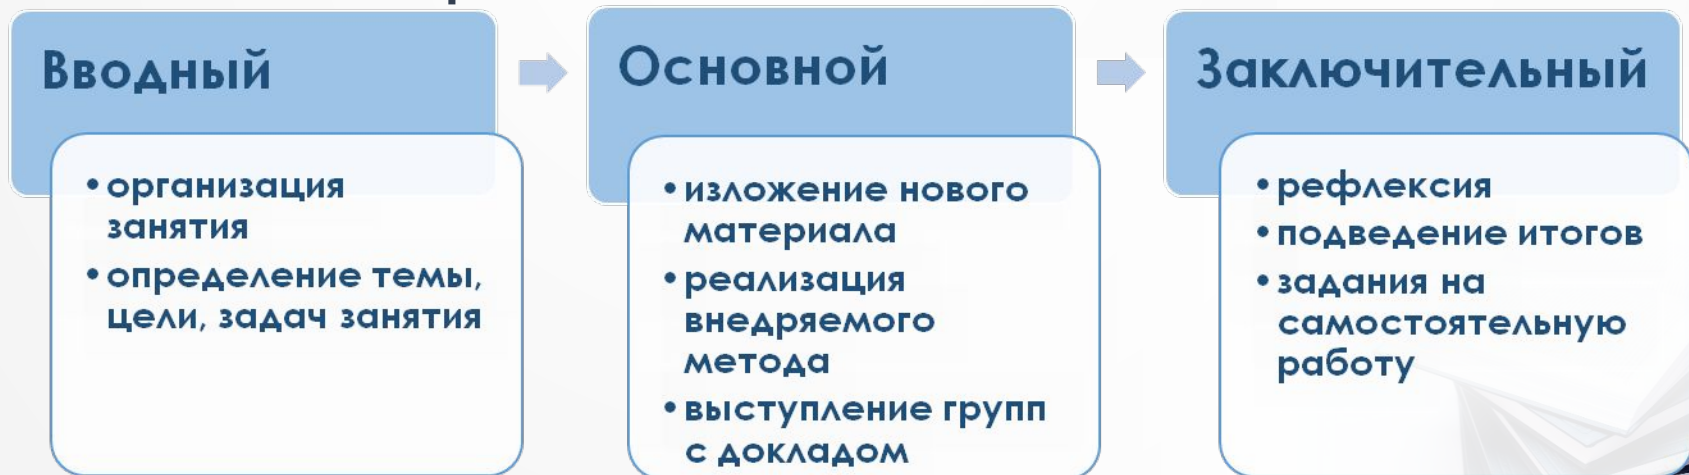 Вводный
• организация
занятия
• определение темы,
цели, задач занятия
Основной
• изложение нового
материала
• реализация
внедряемого
метода
• выступление групп
с докладом
Заключительный
• рефлексия
• подведение итогов
• задания на
самостоятельную
работу